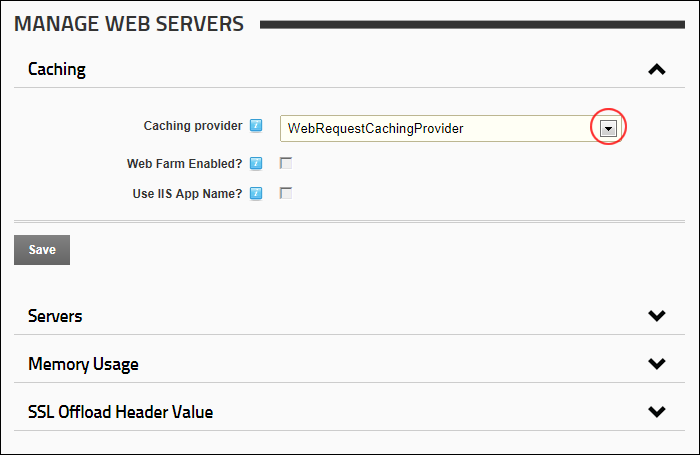 MANAGE WEB SERVERS
Caching
Caching provider i WebRequestCachingProvider
Web Farm Enabled? i
Use IIS App Name? i
Save
Servers
Memory Usage
SSL Offload Header Value